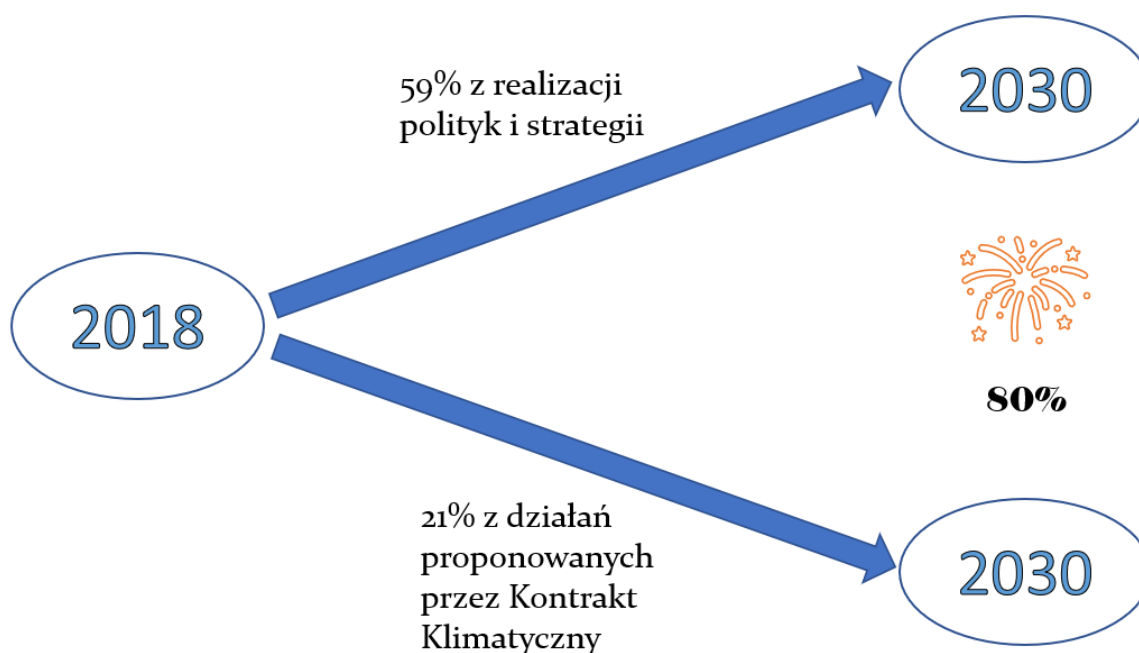 59% z realizacji
polityk i strategii
2030
2018
80%
21% z działań
proponowanych
przez Kontrakt
Klimatyczny
2030